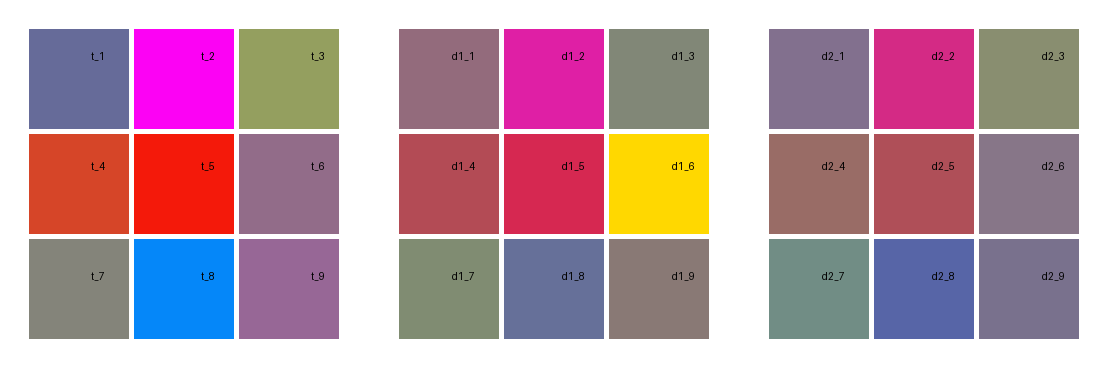 t_1 t_2 t_3 d1_1 d1_2 d1_3 d2_1 d2_2 d2_3
t_4 t_5 t_6 d1_4 d1_5 d1_6 d2_4 d2_5 d2_6
t_7 t_8 t_9 d1_7 d1_8 d1_9 d2_7 d2_8 d2_9